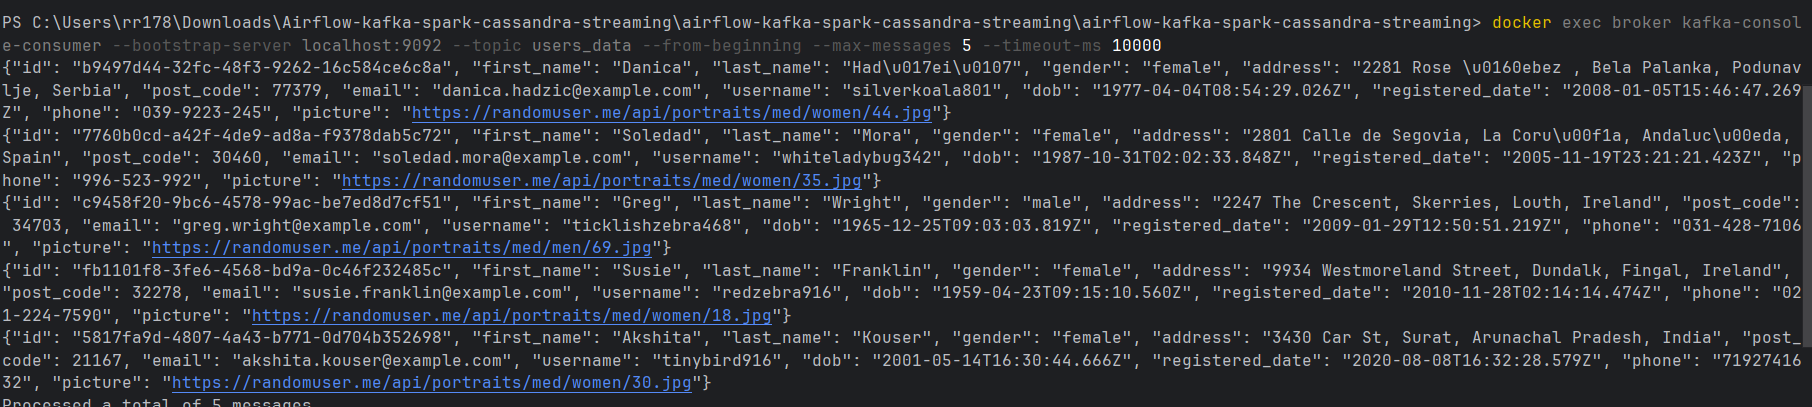 PS C:\Users\rr178\Downloads\Airflow-kafka-spark-cassandra-streaming\airflow-kafka-spark-cassandra-streaming\airflow-kafka-spark-cassandra-streaming> docker exec broker kafka-consol
e-consumer --bootstrap-server localhost:9092 --topic users_data --from-beginning --max-messages 5 --timeout-ms 10000
{"id": "b9497d44-32fc-48f3-9262-16c584ce6c8a", "first_name": "Danica", "last_name": "Had\u017ei\u0107", "gender": "female", "address": "2281 Rose \u0160ebez , Bela Palanka, Podunav
lje, Serbia", "post_code": 77379, "email": "danica.hadzic@example.com", "username": "silverkoala801", "dob": "1977-04-04T08:54:29.026Z", "registered_date": "2008-01-05T15:46:47.269
Z", "phone": "039-9223-245", "picture": "https://randomuser.me/api/portraits/med/women/44.jpg"}
{"id": "7760b0cd-a42f-4de9-ad8a-f9378dab5c72", "first_name": "Soledad", "last_name": "Mora", "gender": "female", "address": "2801 Calle de Segovia, La Coru\u00f1a, Andaluc\u00eda, 
Spain", "post_code": 30460, "email": "soledad.mora@example.com", "username": "whiteladybug342", "dob": "1987-10-31T02:02:33.848Z", "registered_date": "2005-11-19T23:21:21.423Z", "p
hone": "996-523-992", "picture": "https://randomuser.me/api/portraits/med/women/35.jpg"}
{"id": "c9458f20-9bc6-4578-99ac-be7ed8d7cf51", "first_name": "Greg", "last_name": "Wright", "gender": "male", "address": "2247 The Crescent, Skerries, Louth, Ireland", "post_code":
 34703, "email": "greg.wright@example.com", "username": "ticklishzebra468", "dob": "1965-12-25T09:03:03.819Z", "registered_date": "2009-01-29T12:50:51.219Z", "phone": "031-428-7106
", "picture": "https://randomuser.me/api/portraits/med/men/69.jpg"}
{"id": "fb1101f8-3fe6-4568-bd9a-0c46f232485c", "first_name": "Susie", "last_name": "Franklin", "gender": "female", "address": "9934 Westmoreland Street, Dundalk, Fingal, Ireland", 
"post_code": 32278, "email": "susie.franklin@example.com", "username": "redzebra916", "dob": "1959-04-23T09:15:10.560Z", "registered_date": "2010-11-28T02:14:14.474Z", "phone": "02
1-224-7590", "picture": "https://randomuser.me/api/portraits/med/women/18.jpg"}
{"id": "5817fa9d-4807-4a43-b771-0d704b352698", "first_name": "Akshita", "last_name": "Kouser", "gender": "female", "address": "3430 Car St, Surat, Arunachal Pradesh, India", "post_
code": 21167, "email": "akshita.kouser@example.com", "username": "tinybird916", "dob": "2001-05-14T16:30:44.666Z", "registered_date": "2020-08-08T16:32:28.579Z", "phone": "71927416
32", "picture": "https://randomuser.me/api/portraits/med/women/30.jpg"}
Processed a total of 5 messages